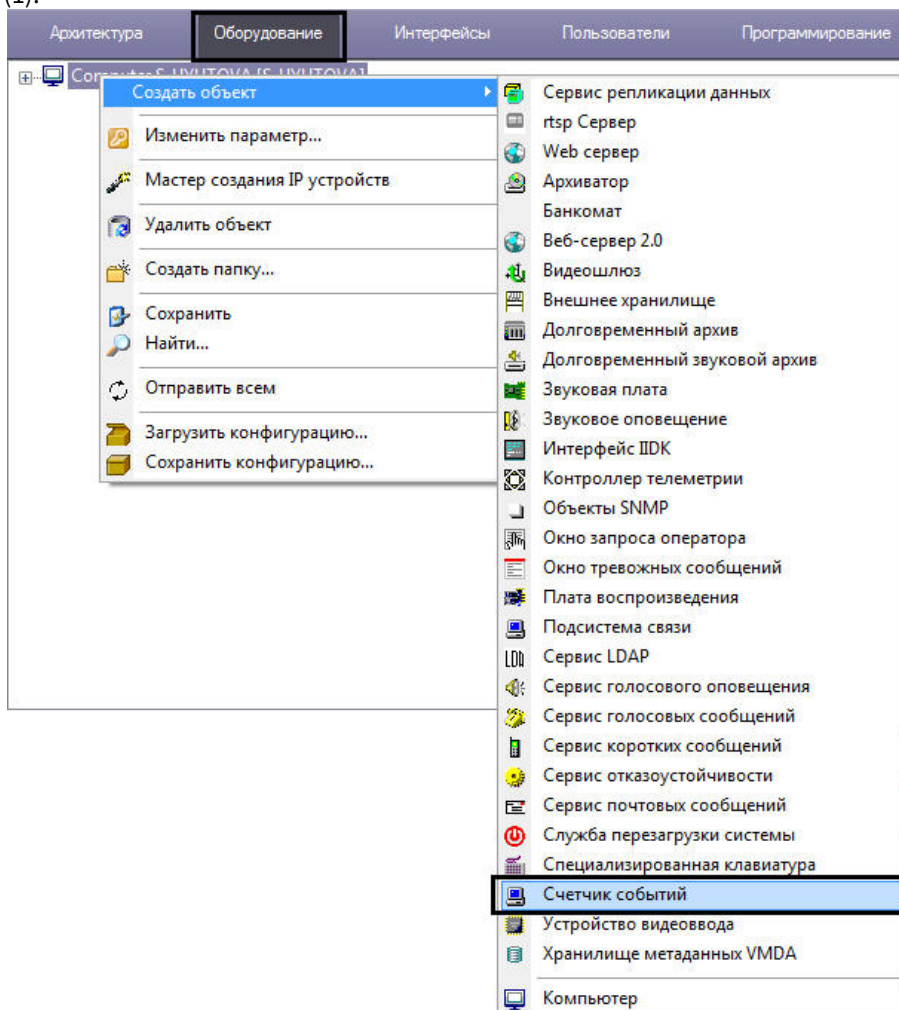 (1).
Архитектура Оборудование Интерфейсы Пользователи Программирование
Computer S-UYUTOVA [S-UYUTOVA]
Создать объект
Изменить параметр...
Мастер создания IP устройств
Удалить объект
Создать папку...
Сохранить
Найти...
Отправить всем
Загрузить конфигурацию...
Сохранить конфигурацию...
Сервис репликации данных
rtsp Сервер
Web сервер
Архиватор
Банкомат
Веб-сервер 2.0
Видеошлюз
Внешнее хранилище
Долговременный архив
Долговременный звуковой архив
Звуковая плата
Звуковое оповещение
Интерфейс IIDK
Контроллер телеметрии
Объекты SNMP
Окно запроса оператора
Окно тревожных сообщений
Плата воспроизведения
Подсистема связи
Сервис LDAP
Сервис голосового оповещения
Сервис голосовых сообщений
Сервис коротких сообщений
Сервис отказоустойчивости
Сервис почтовых сообщений
Служба перезагрузки системы
Специализированная клавиатура
Счетчик событий
Устройство видеоввода
Хранилище метаданных VMDA
Компьютер